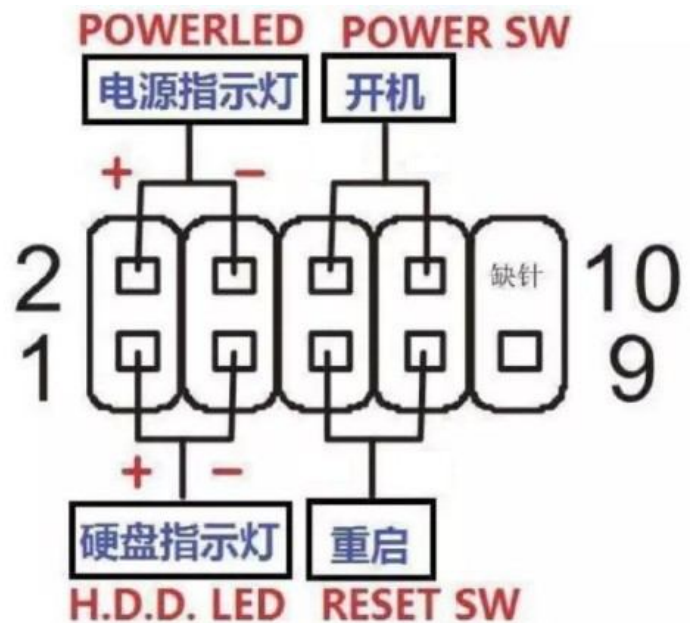 POWERLED POWER SW
电源指示灯 开机
+ −
2 缺针 10
1 9
+ −
硬盘指示灯 重启
H.D.D. LED RESET SW